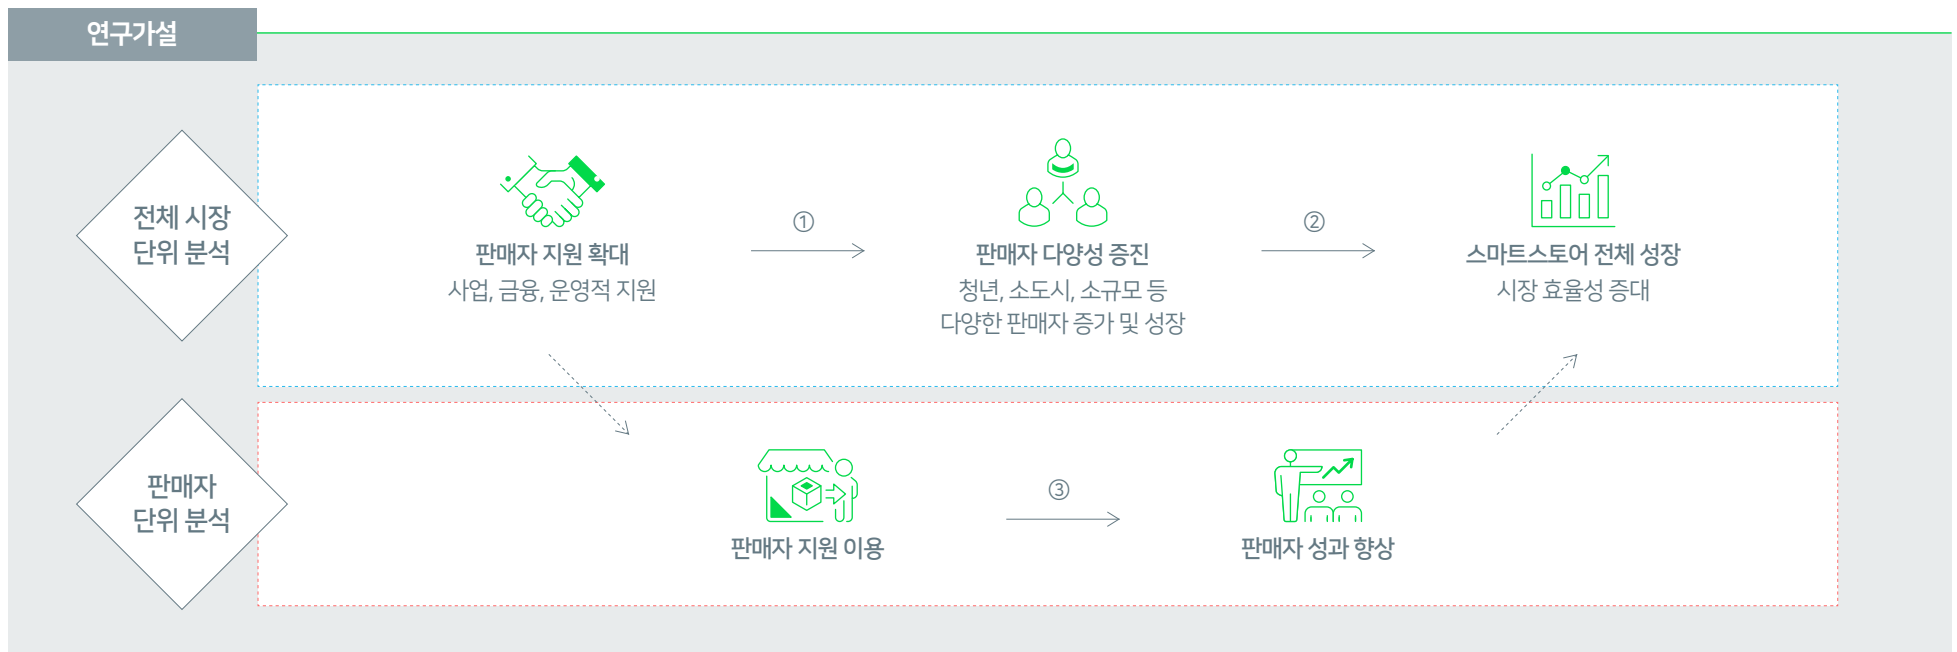 연구가설
전체 시장
단위 분석
판매자 지원 확대
사업, 금융, 운영적 지원
①
판매자 다양성 증진
청년, 소도시, 소규모 등
다양한 판매자 증가 및 성장
②
스마트스토어 전체 성장
시장 효율성 증대
판매자
단위 분석
판매자 지원 이용
③
판매자 성과 향상